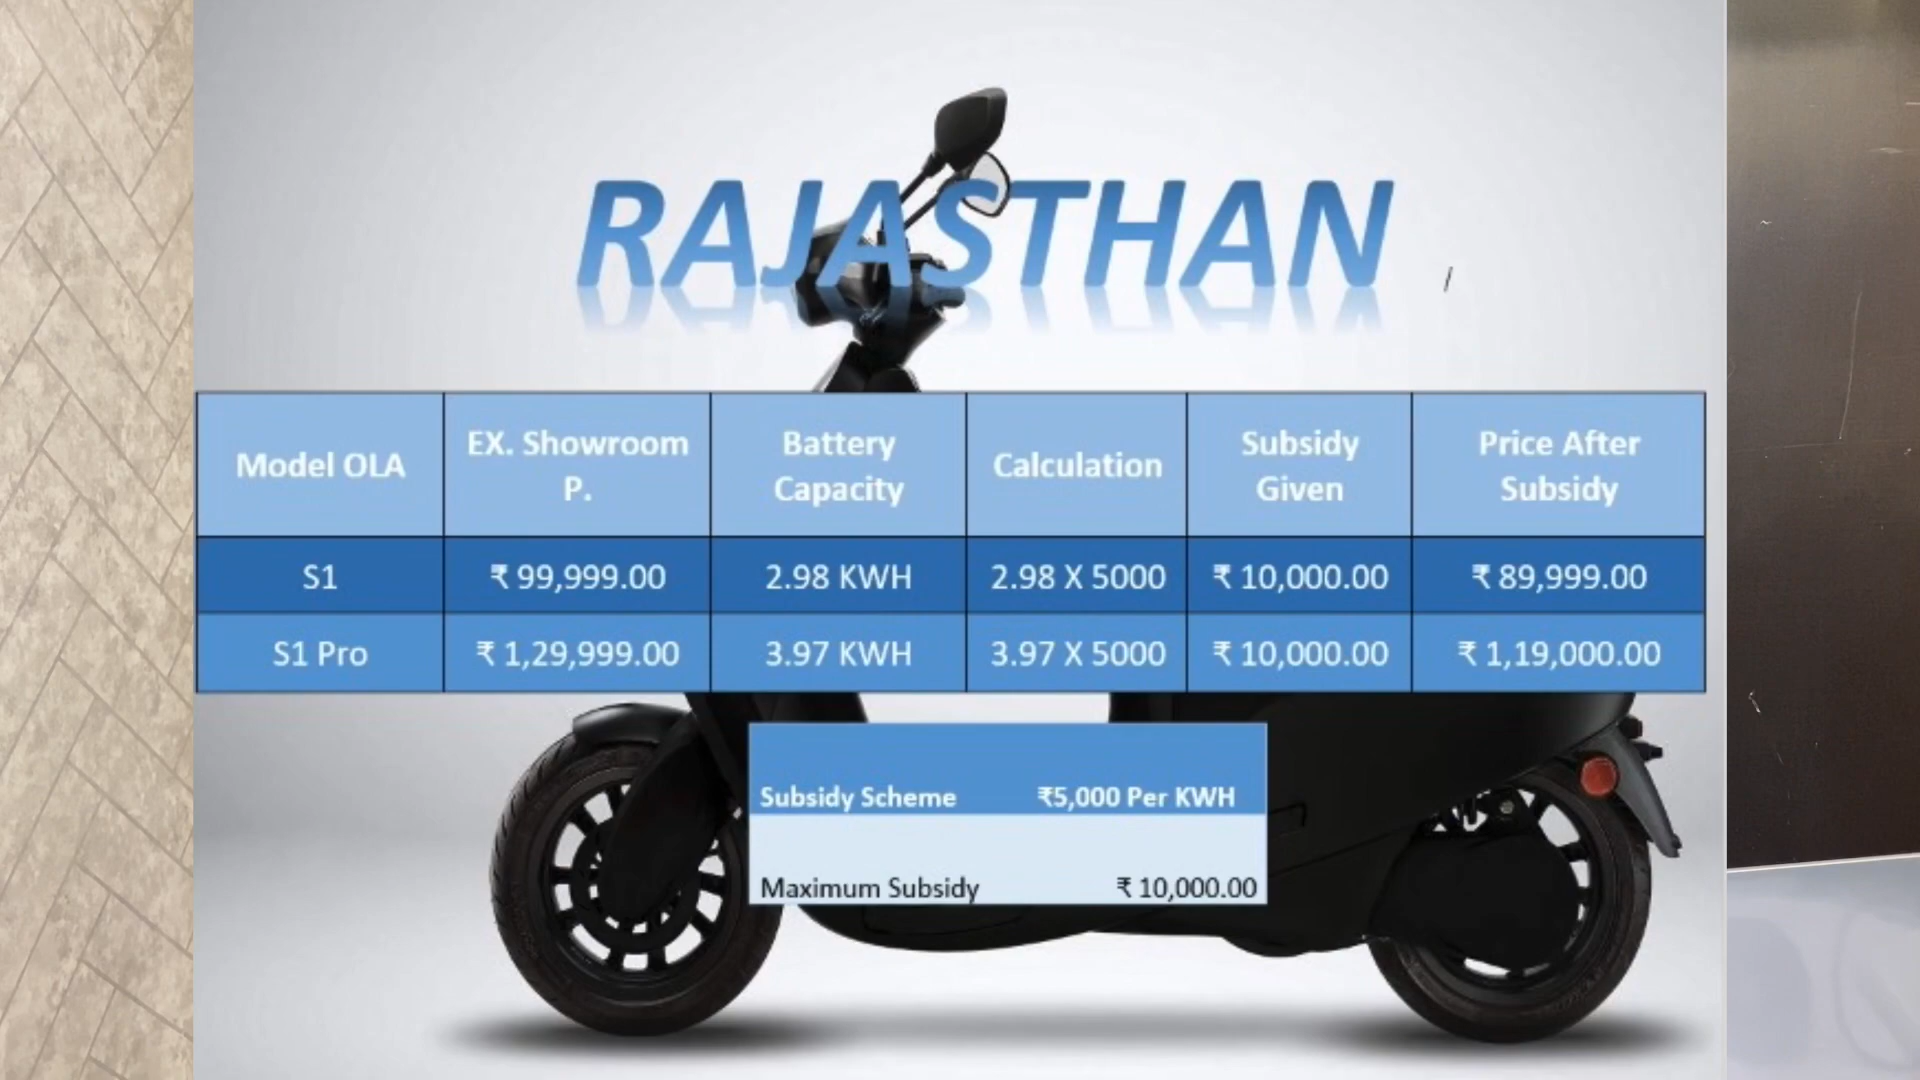 RAJASTHAN
Model OLA
EX. Showroom
P.
Battery
Capacity
Calculation
Subsidy
Given
Price After
Subsidy
S1
₹ 99,999.00
2.98 KWH
2.98 X 5000
₹ 10,000.00
₹ 89,999.00
S1 Pro
₹ 1,29,999.00
3.97 KWH
3.97 X 5000
₹ 10,000.00
₹ 1,19,000.00
Subsidy Scheme ₹5,000 Per KWH
Maximum Subsidy ₹ 10,000.00